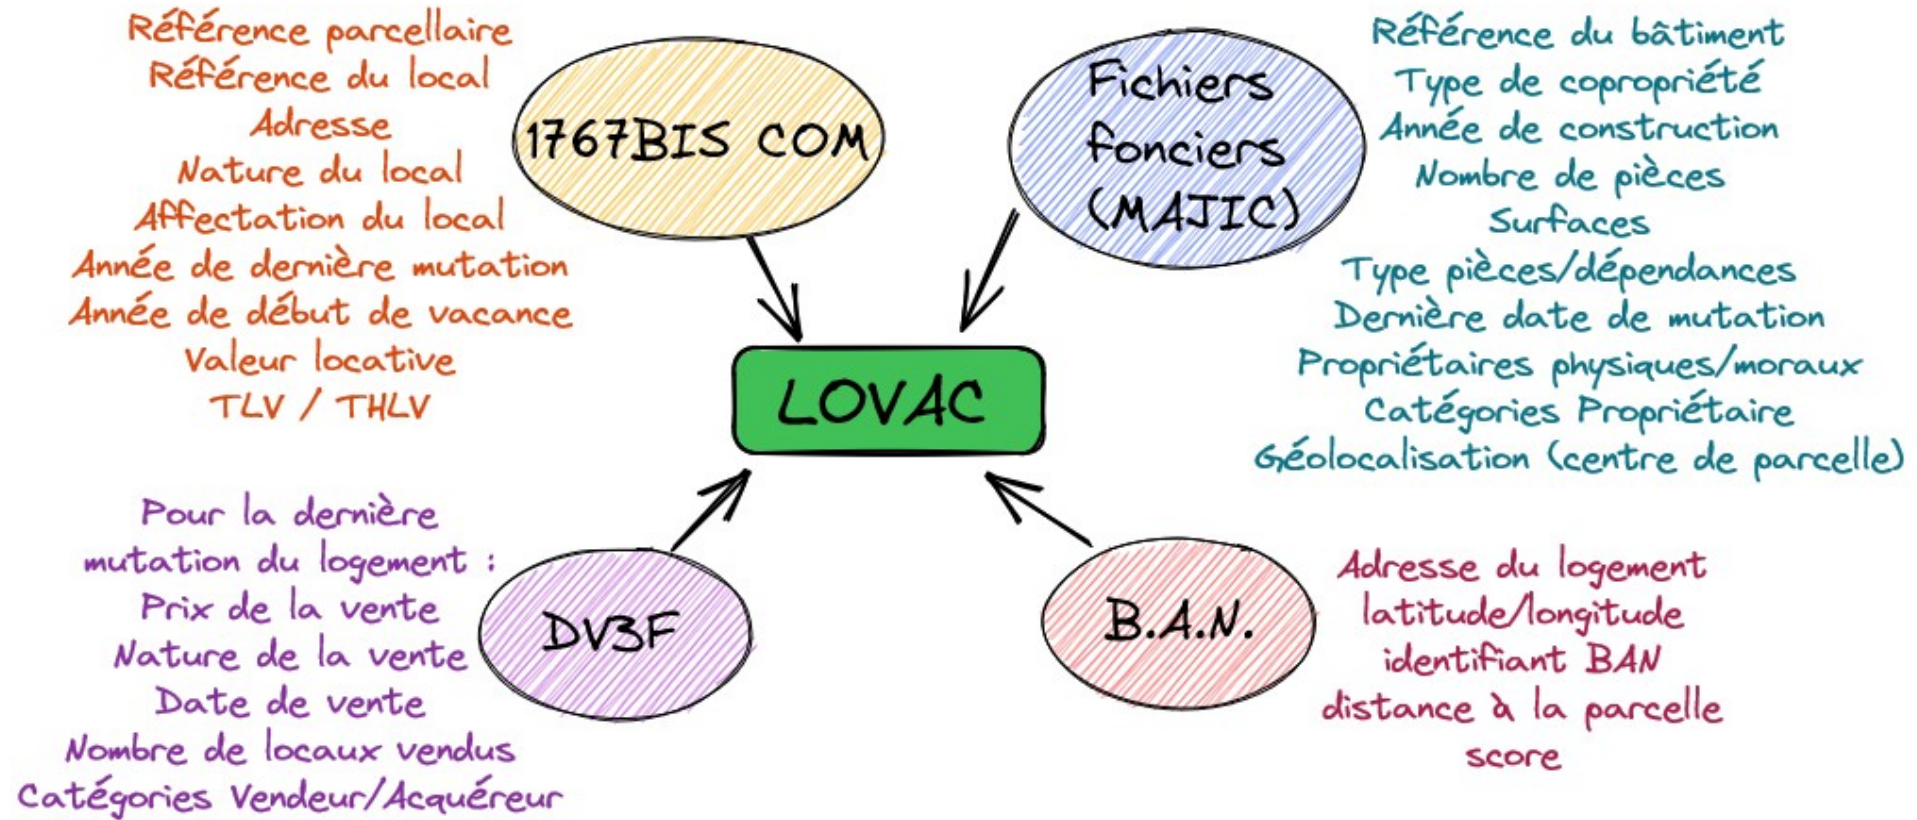 Référence parcellaire
Référence du local
Adresse
Nature du local
Affectation du local
Année de dernière mutation
Année de début de vacance
Valeur locative
TLV / THLV
1767BIS COM
Fichiers
fonciers
(MAJIC)
Référence du bâtiment
Type de copropriété
Année de construction
Nombre de pièces
Surfaces
Type pièces/dépendances
Dernière date de mutation
Propriétaires physiques/moraux
Catégories Propriétaire
Géolocalisation (centre de parcelle)
LOVAC
Pour la dernière
mutation du logement :
Prix de la vente
Nature de la vente
Date de vente
Nombre de locaux vendus
Catégories Vendeur/Acquéreur
DV3F
B.A.N.
Adresse du logement
latitude/longitude
identifiant BAN
distance à la parcelle
score